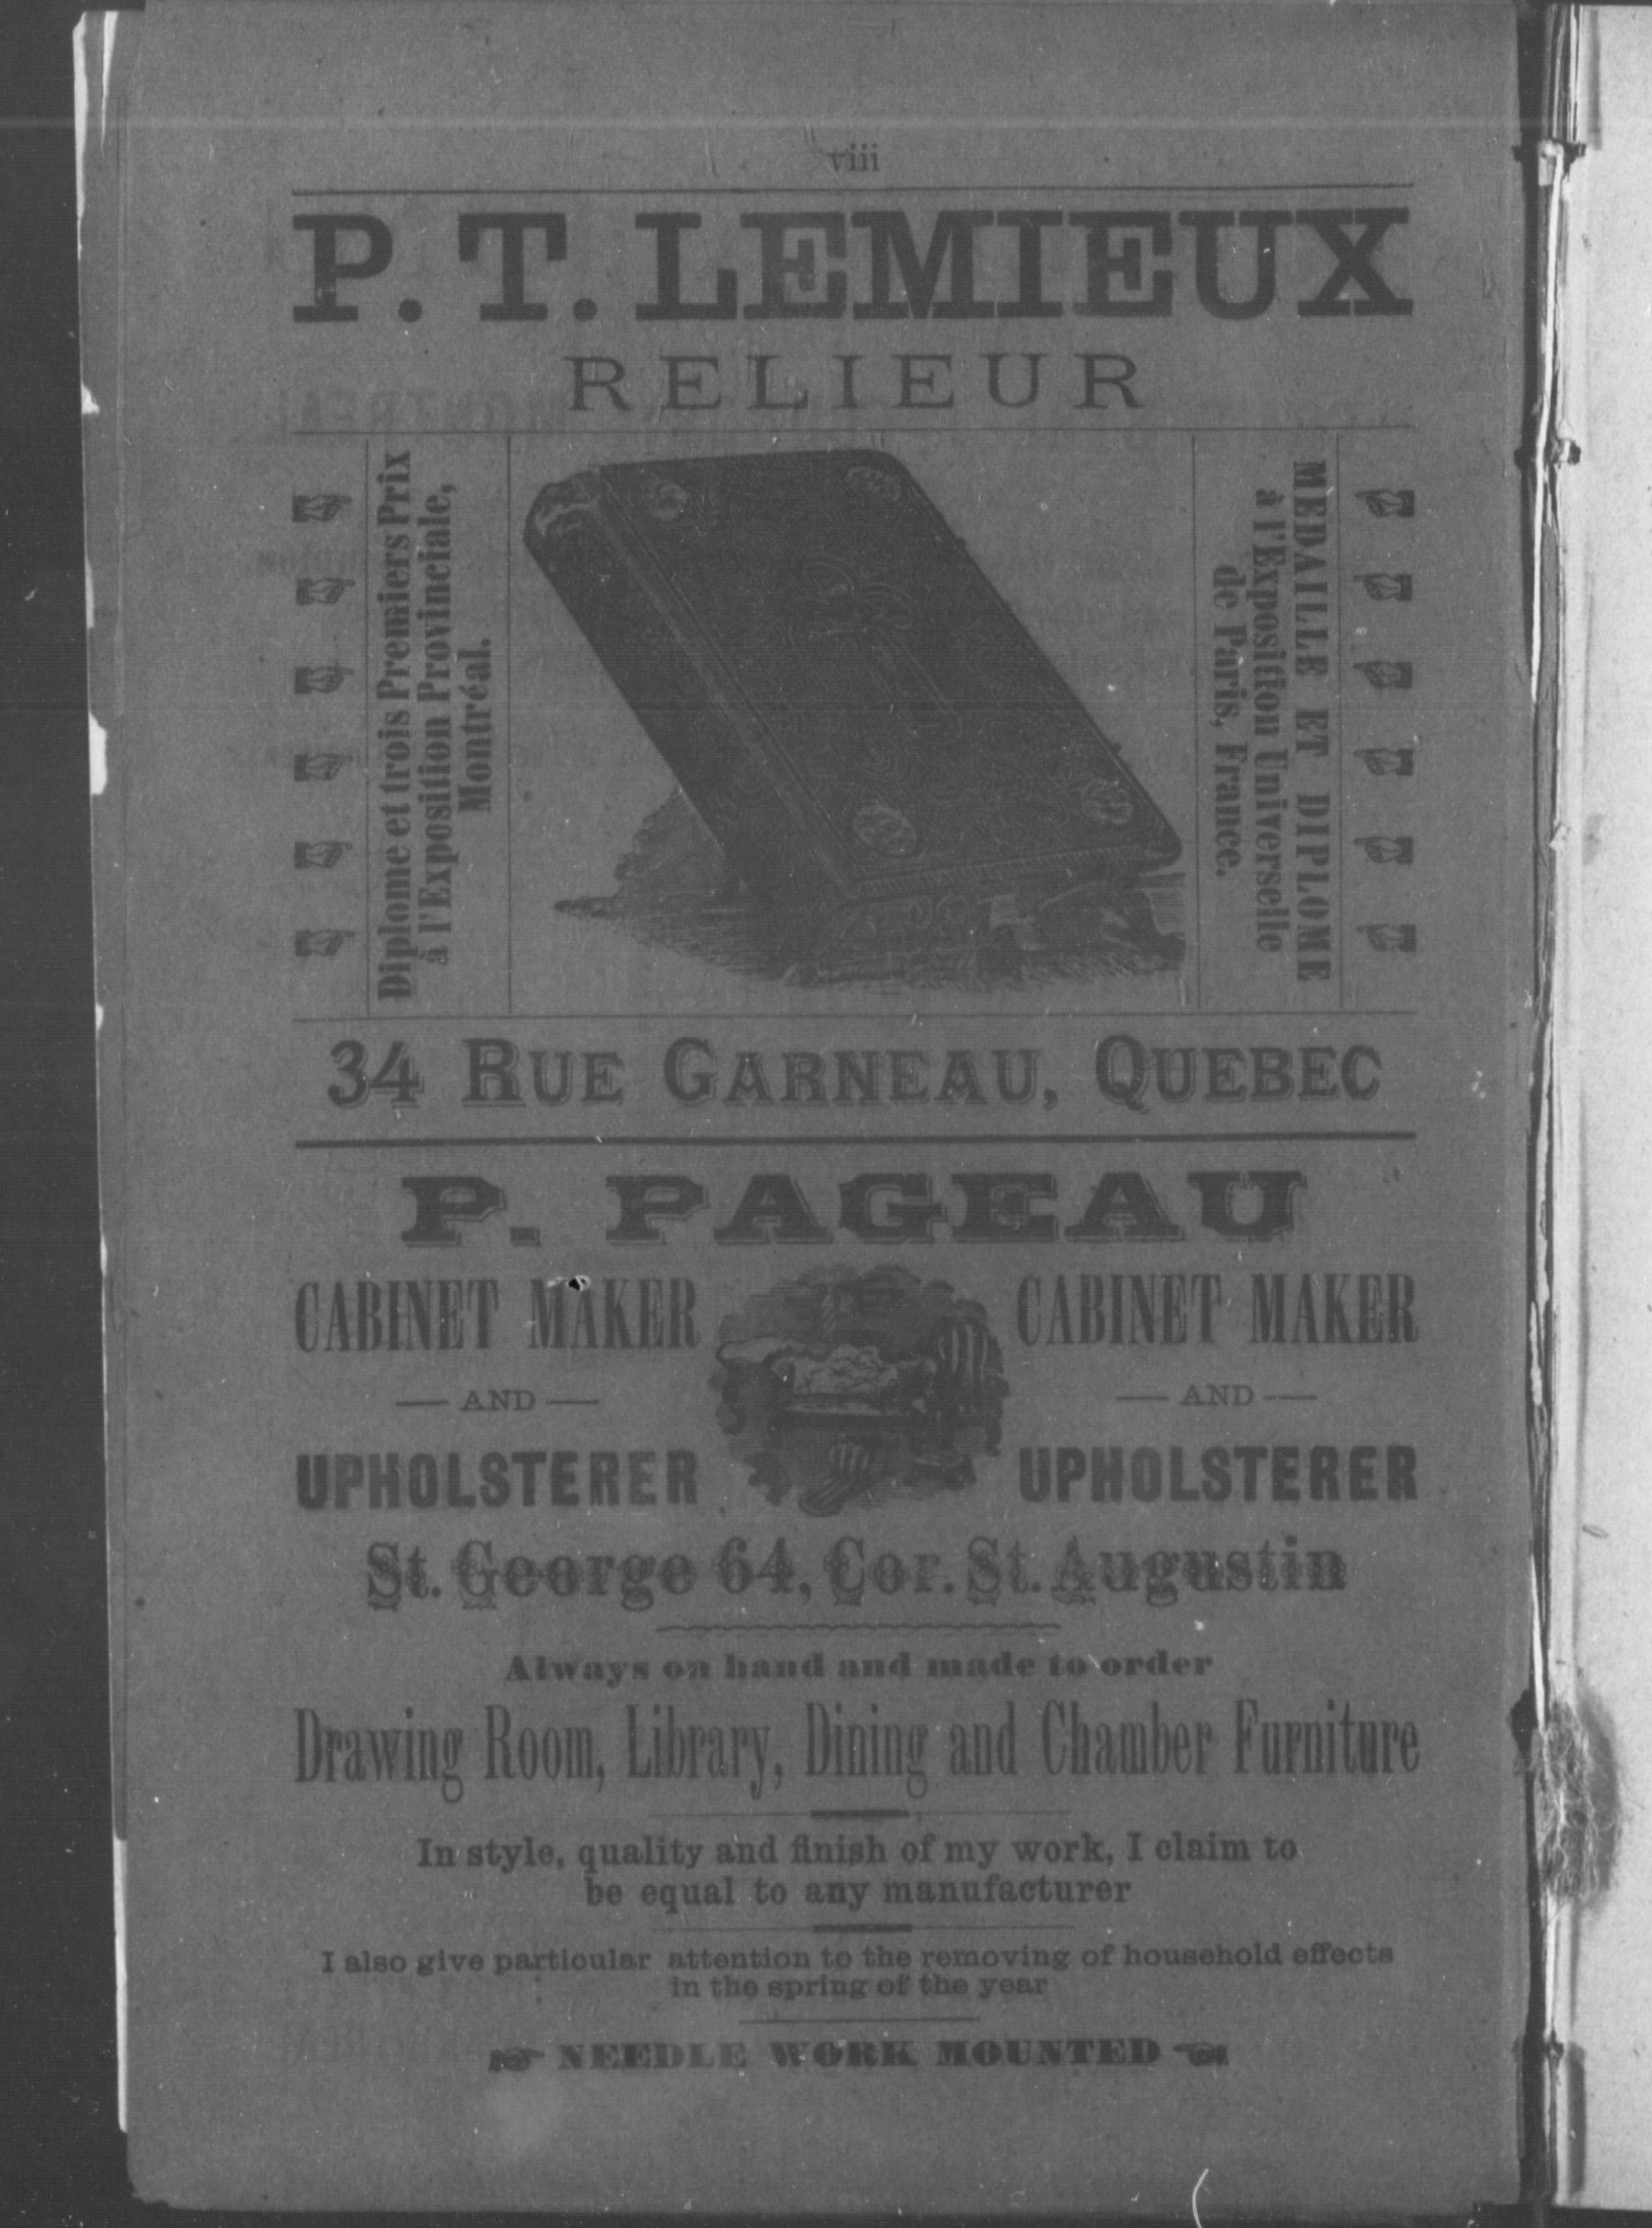 viii
P. T. LEMIEUX
RELIEUR
Diplome et trois Premiers Prix
à l'Exposition Provinciale,
Montréal.
MEDAILLE ET DIPLOME
à l'Exposition Universelle
de Paris, France.
34 RUE GARNEAU, QUEBEC
P. PAGEAU
CABINET MAKER
— AND —
UPHOLSTERER
CABINET MAKER
— AND —
UPHOLSTERER
St. George 64, Cor. St. Augustin
Always on hand and made to order
Drawing Room, Library, Dining and Chamber Furniture
In style, quality and finish of my work, I claim to
be equal to any manufacturer
I also give particular attention to the removing of household effects
in the spring of the year
☞ NEEDLE WORK MOUNTED ☜